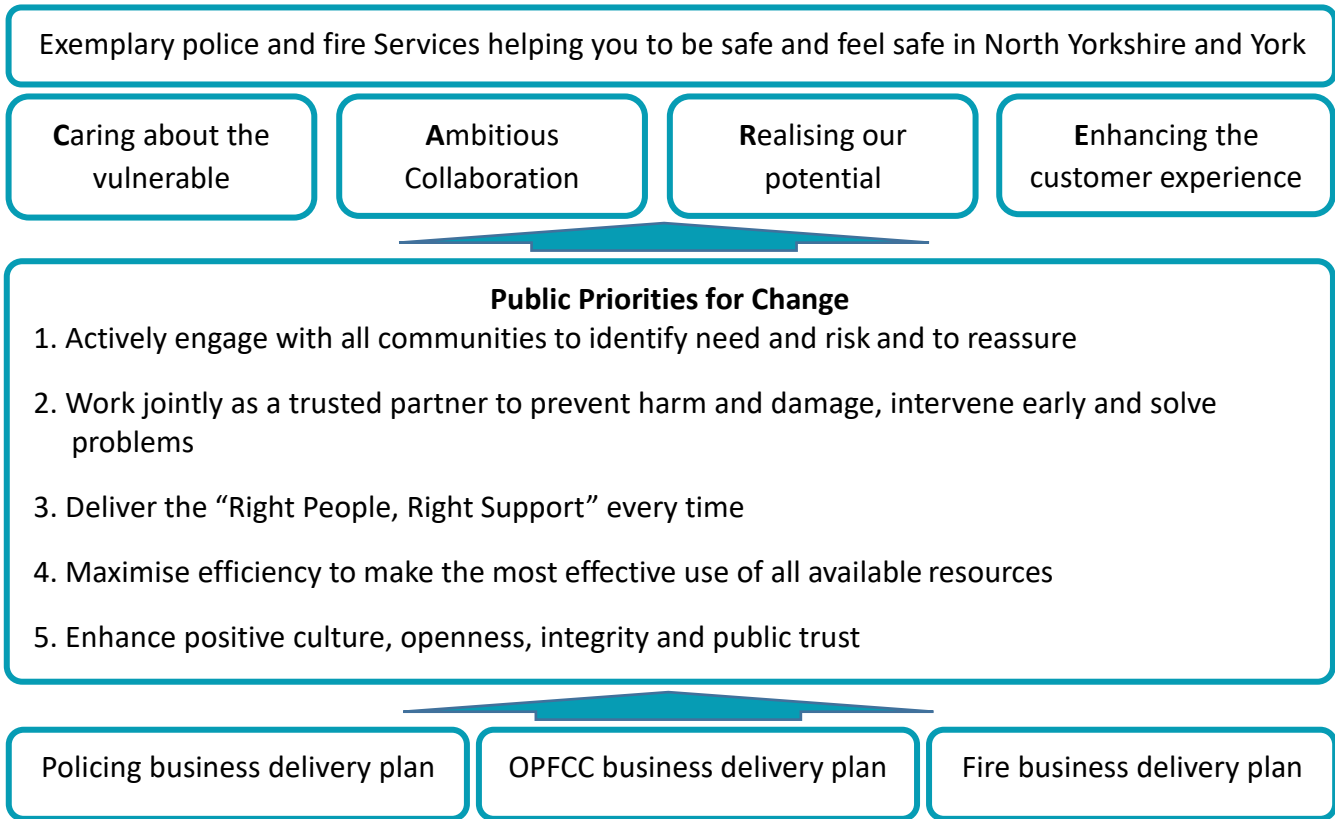 Exemplary police and fire Services helping you to be safe and feel safe in North Yorkshire and York
Caring about the
vulnerable
Ambitious
Collaboration
Realising our
potential
Enhancing the
customer experience
Public Priorities for Change
1. Actively engage with all communities to identify need and risk and to reassure
2. Work jointly as a trusted partner to prevent harm and damage, intervene early and solve
problems
3. Deliver the “Right People, Right Support” every time
4. Maximise efficiency to make the most effective use of all available resources
5. Enhance positive culture, openness, integrity and public trust
Policing business delivery plan
OPFCC business delivery plan
Fire business delivery plan